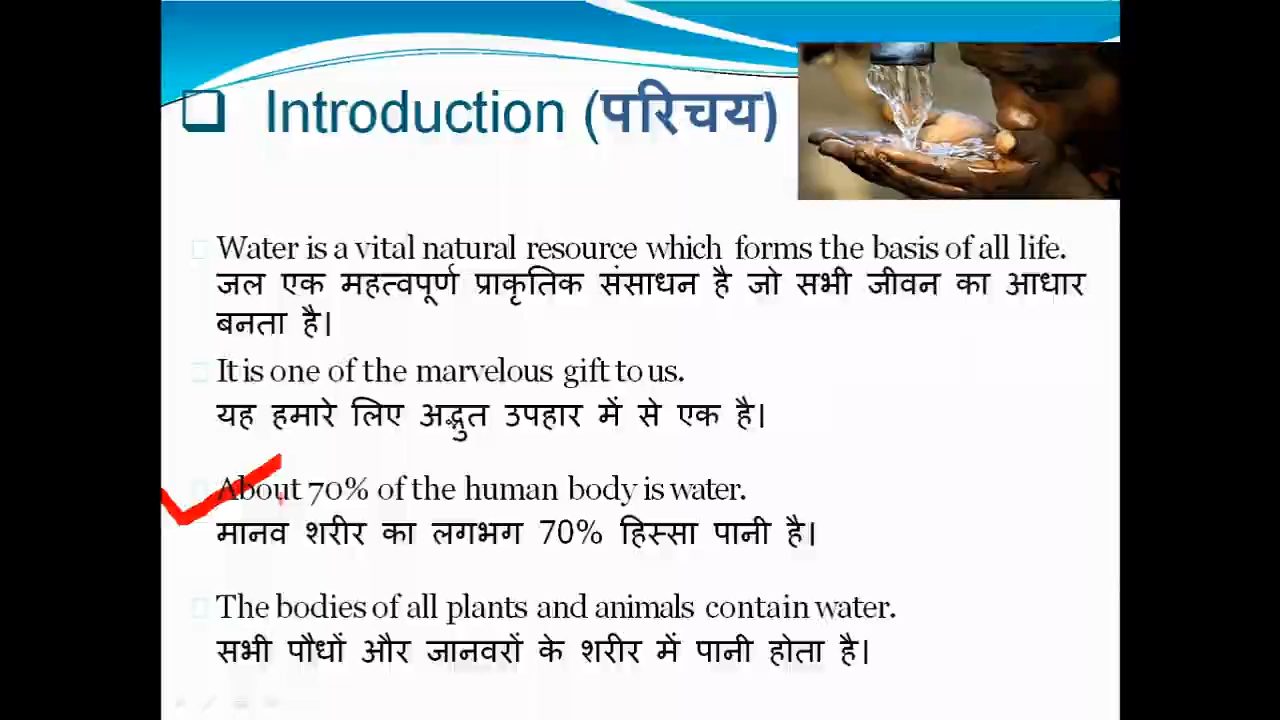 Introduction (परिचय)
Water is a vital natural resource which forms the basis of all life.
जल एक महत्वपूर्ण प्राकृतिक संसाधन है जो सभी जीवन का आधार
बनता है।
It is one of the marvelous gift to us.
यह हमारे लिए अद्भुत उपहार में से एक है।
About 70% of the human body is water.
मानव शरीर का लगभग 70% हिस्सा पानी है।
The bodies of all plants and animals contain water.
सभी पौधों और जानवरों के शरीर में पानी होता है।